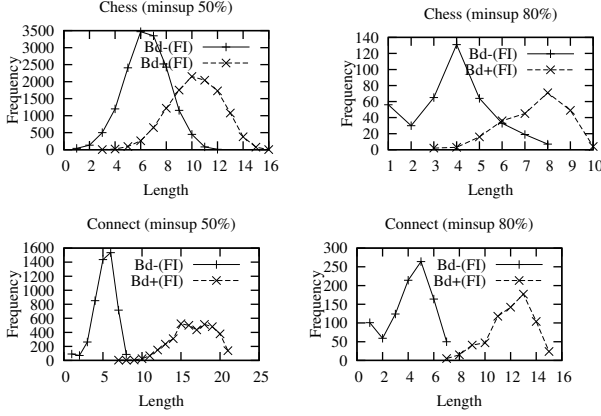 Chess (minsup 50%)
3500
3000
2500
2000
1500
1000
500
0
Frequency
Bd-(FI)
Bd+(FI)
0 2 4 6 8 10 12 14 16
Length
Chess (minsup 80%)
140
120
100
80
60
40
20
0
Frequency
Bd-(FI)
Bd+(FI)
1 2 3 4 5 6 7 8 9 10
Length
Connect (minsup 50%)
1600
1400
1200
1000
800
600
400
200
0
Frequency
Bd-(FI)
Bd+(FI)
0 5 10 15 20 25
Length
Connect (minsup 80%)
300
250
200
150
100
50
0
Frequency
Bd-(FI)
Bd+(FI)
0 2 4 6 8 10 12 14 16
Length